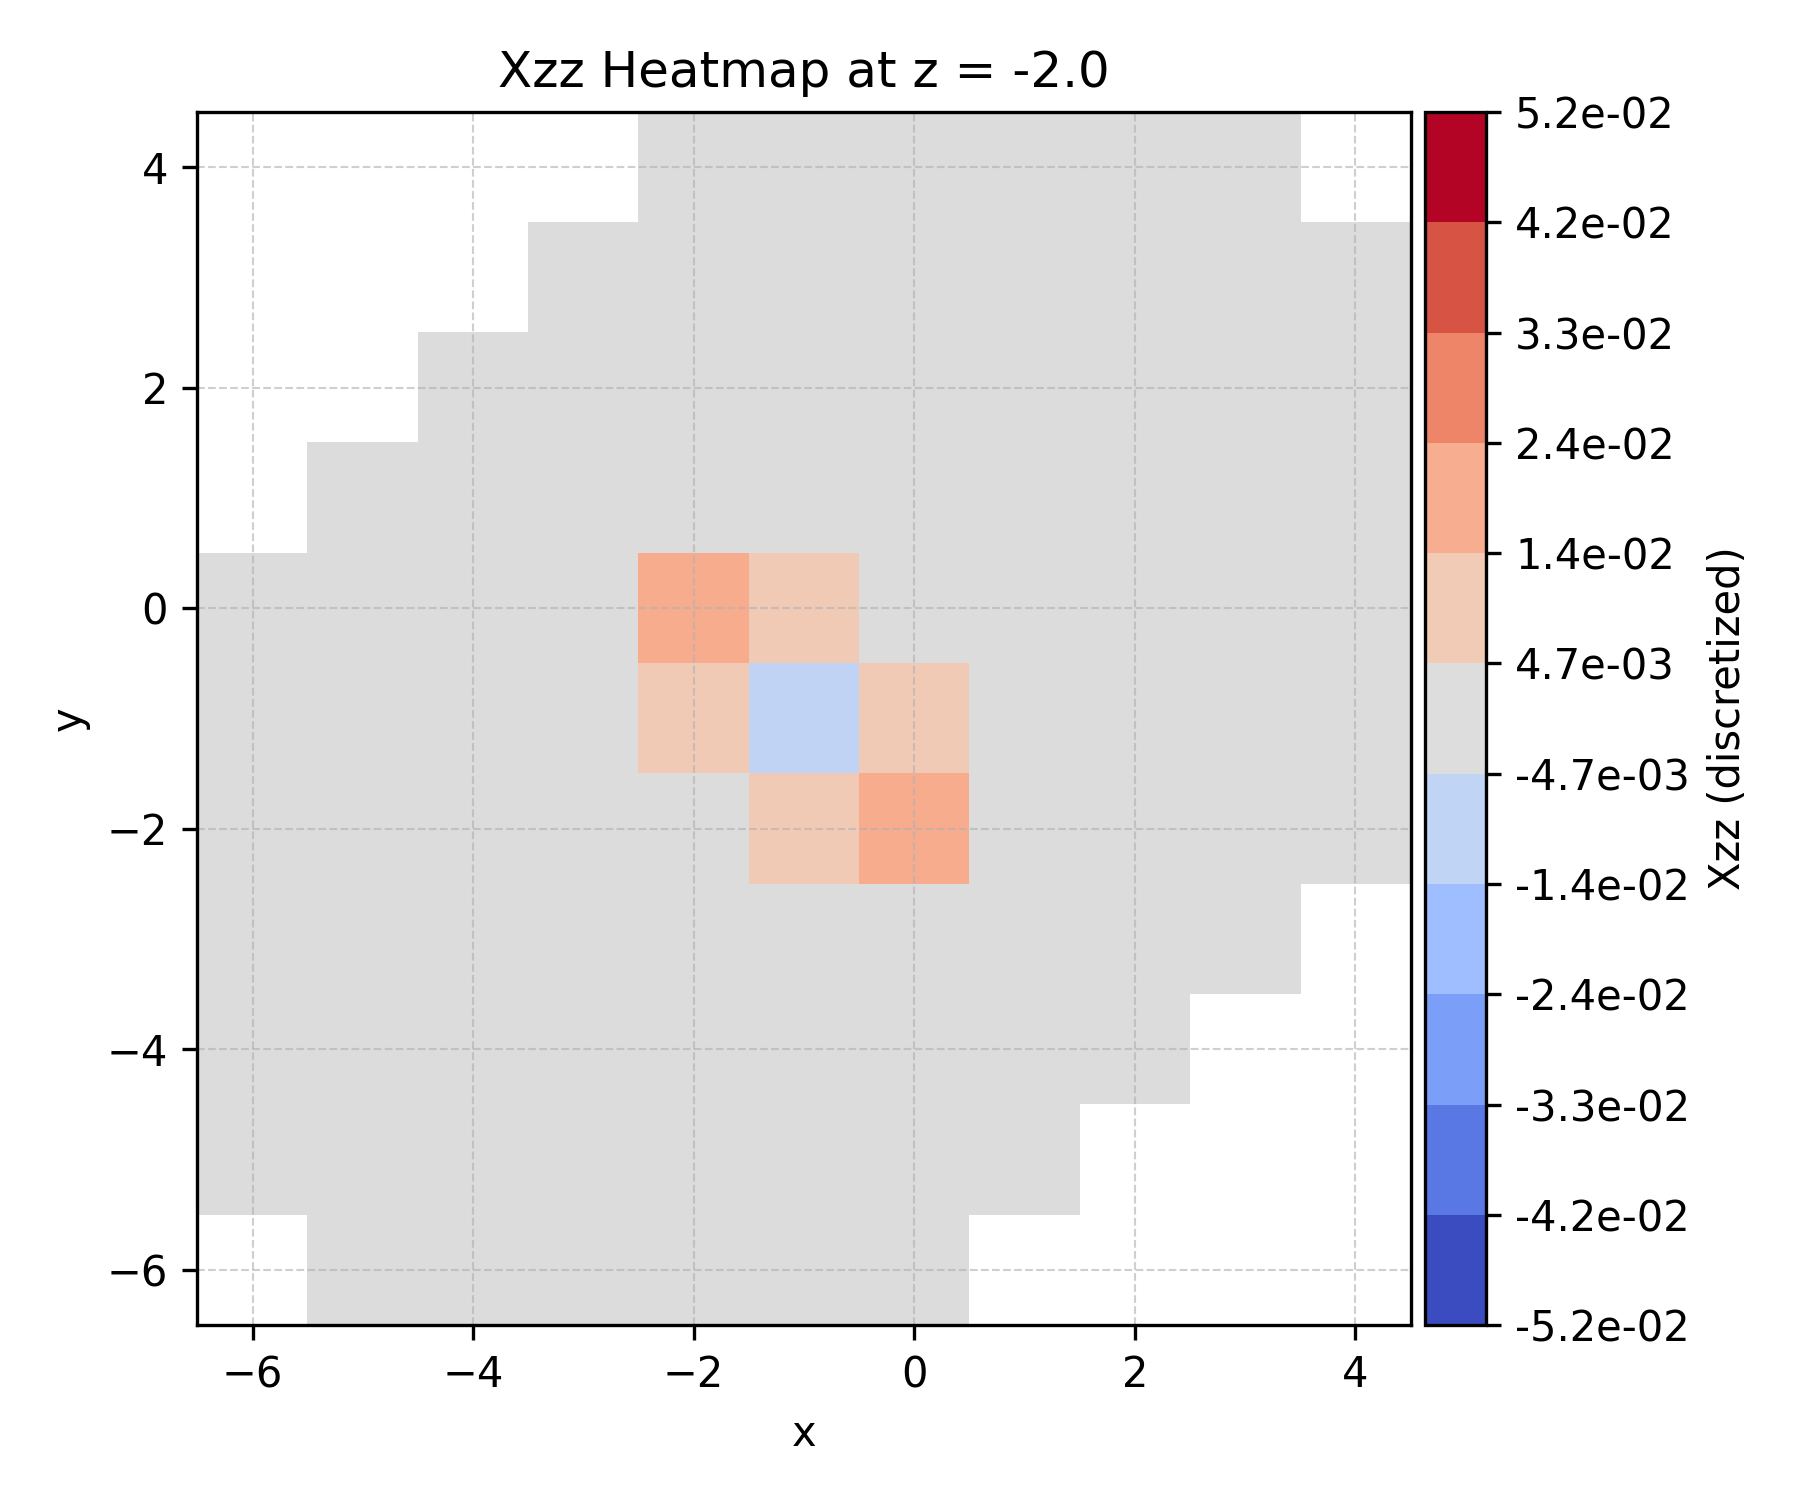 Xzz Heatmap at z = -2.0
4
2
0
−2
−4
−6
y
−6
−4
−2
0
2
4
x
5.2e-02
4.2e-02
3.3e-02
2.4e-02
1.4e-02
4.7e-03
-4.7e-03
-1.4e-02
-2.4e-02
-3.3e-02
-4.2e-02
-5.2e-02
Xzz (discretized)